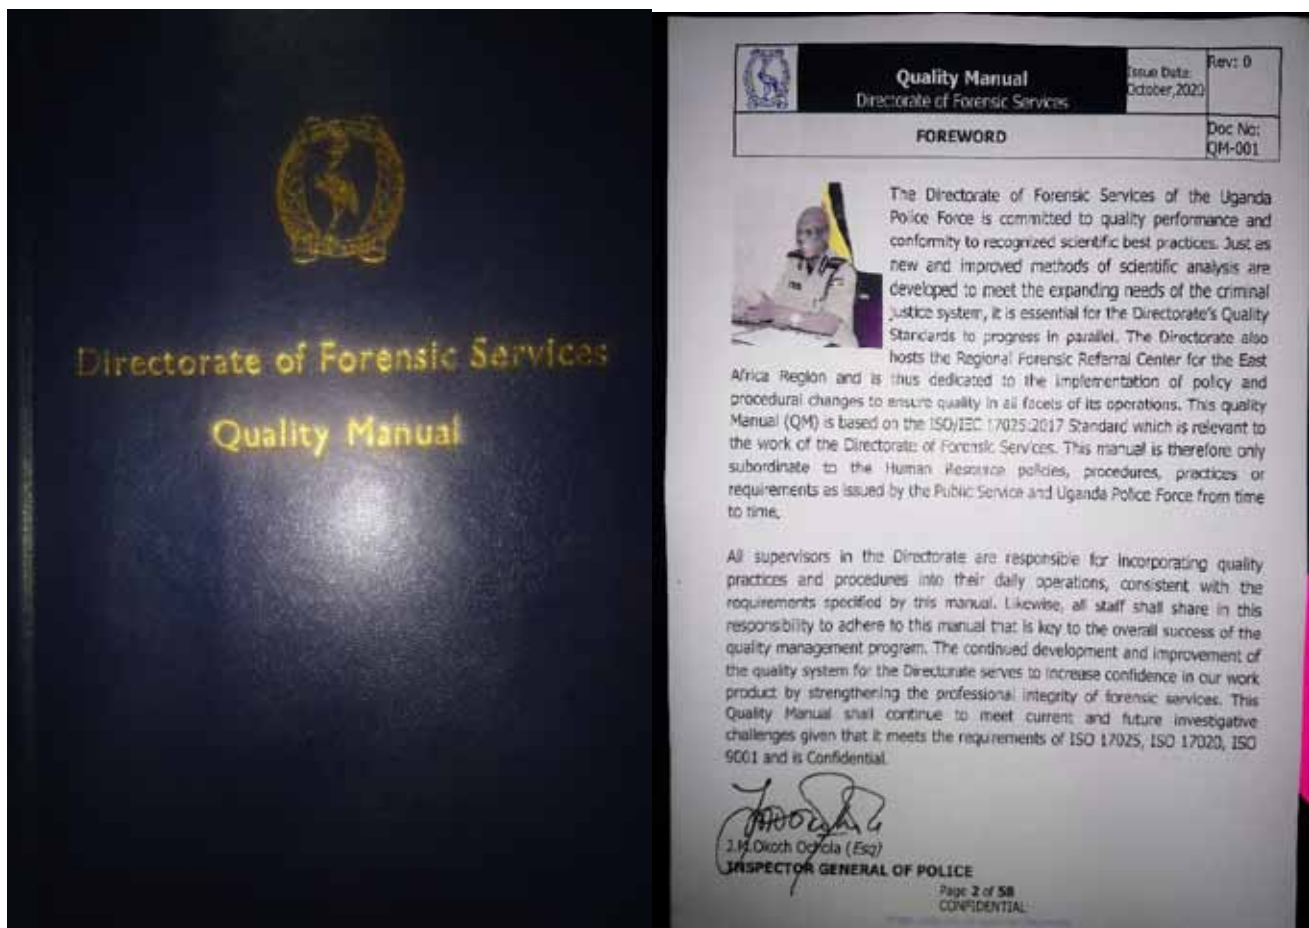 Directorate of Forensic Services
Quality Manual
Quality Manual
Directorate of Forensic Services
Issue Date:
October,2020
Rev: 0
FOREWORD
Doc No:
QM-001
The Directorate of Forensic Services of the Uganda
Police Force is committed to quality performance and
conformity to recognized scientific best practices. Just as
new and improved methods of scientific analysis are
developed to meet the expanding needs of the criminal
justice system, it is essential for the Directorate's Quality
Standards to progress in parallel. The Directorate also
hosts the Regional Forensic Referral Center for the East
Africa Region and is thus dedicated to the implementation of policy and
procedural changes to ensure quality in all facets of its operations. This quality
Manual (QM) is based on the ISO/IEC 17025:2017 Standard which is relevant to
the work of the Directorate of Forensic Services. This manual is therefore only
subordinate to the Human Resource policies, procedures, practices or
requirements as issued by the Public Service and Uganda Police Force from time
to time.
All supervisors in the Directorate are responsible for incorporating quality
practices and procedures into their daily operations, consistent with the
requirements specified by this manual. Likewise, all staff shall share in this
responsibility to adhere to this manual that is key to the overall success of the
quality management program. The continued development and improvement of
the quality system for the Directorate serves to increase confidence in our work
product by strengthening the professional integrity of forensic services. This
Quality Manual shall continue to meet current and future investigative
challenges given that it meets the requirements of ISO 17025, ISO 17020, ISO
9001 and is Confidential.
J.M.Okoth Ochola (Esq)
INSPECTOR GENERAL OF POLICE
Page 2 of 58
CONFIDENTIAL